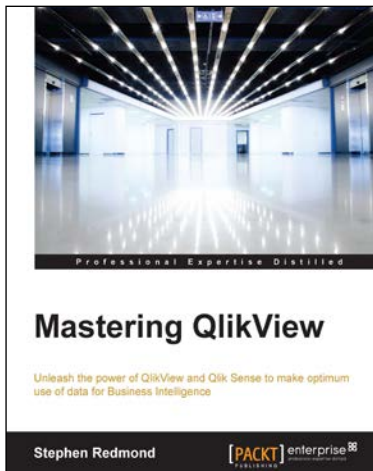 Professional Expertise Distilled
Mastering QlikView
Unleash the power of QlikView and Qlik Sense to make optimum
use of data for Business Intelligence
Stephen Redmond
[PACKT] enterprise
PUBLISHING